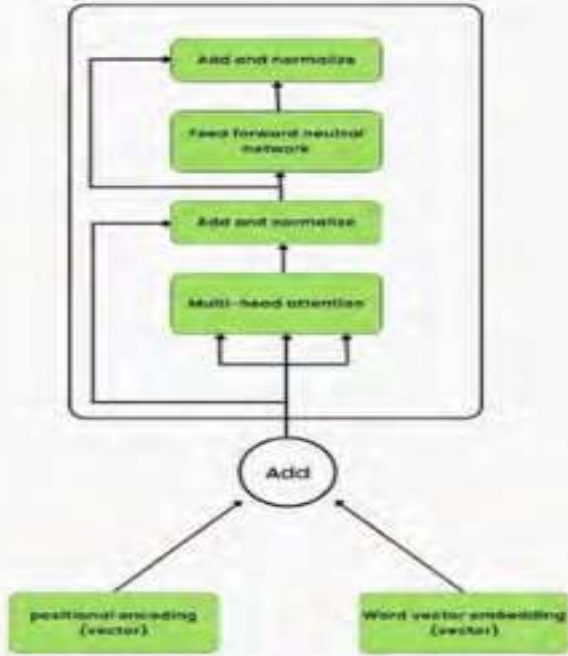 Add and normalize
Feed forward neutral
network
Add and normalize
Multi-head attention
Add
positional encoding
(vector)
Word vector embedding
(vector)